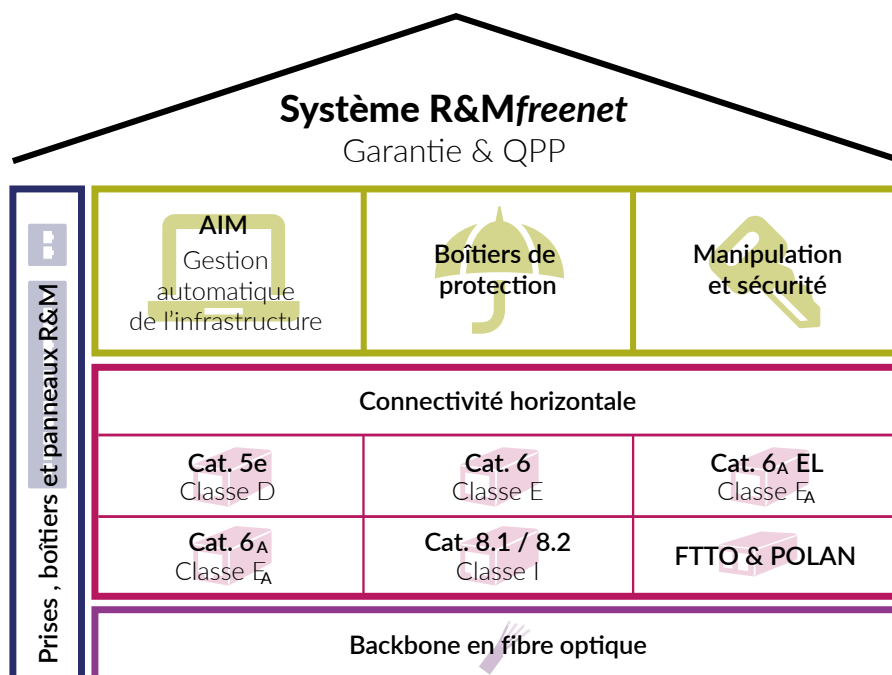 Système R&Mfreenet
Garantie & QPP
Prises , boîtiers et panneaux R&M
AIM
Gestion
automatique
de l'infrastructure
Boîtiers de
protection
Manipulation
et sécurité
Connectivité horizontale
Cat. 5e
Classe D
Cat. 6
Classe E
Cat. 6A EL
Classe EA
Cat. 6A
Classe EA
Cat. 8.1 / 8.2
Classe I
FTTO & POLAN
Backbone en fibre optique